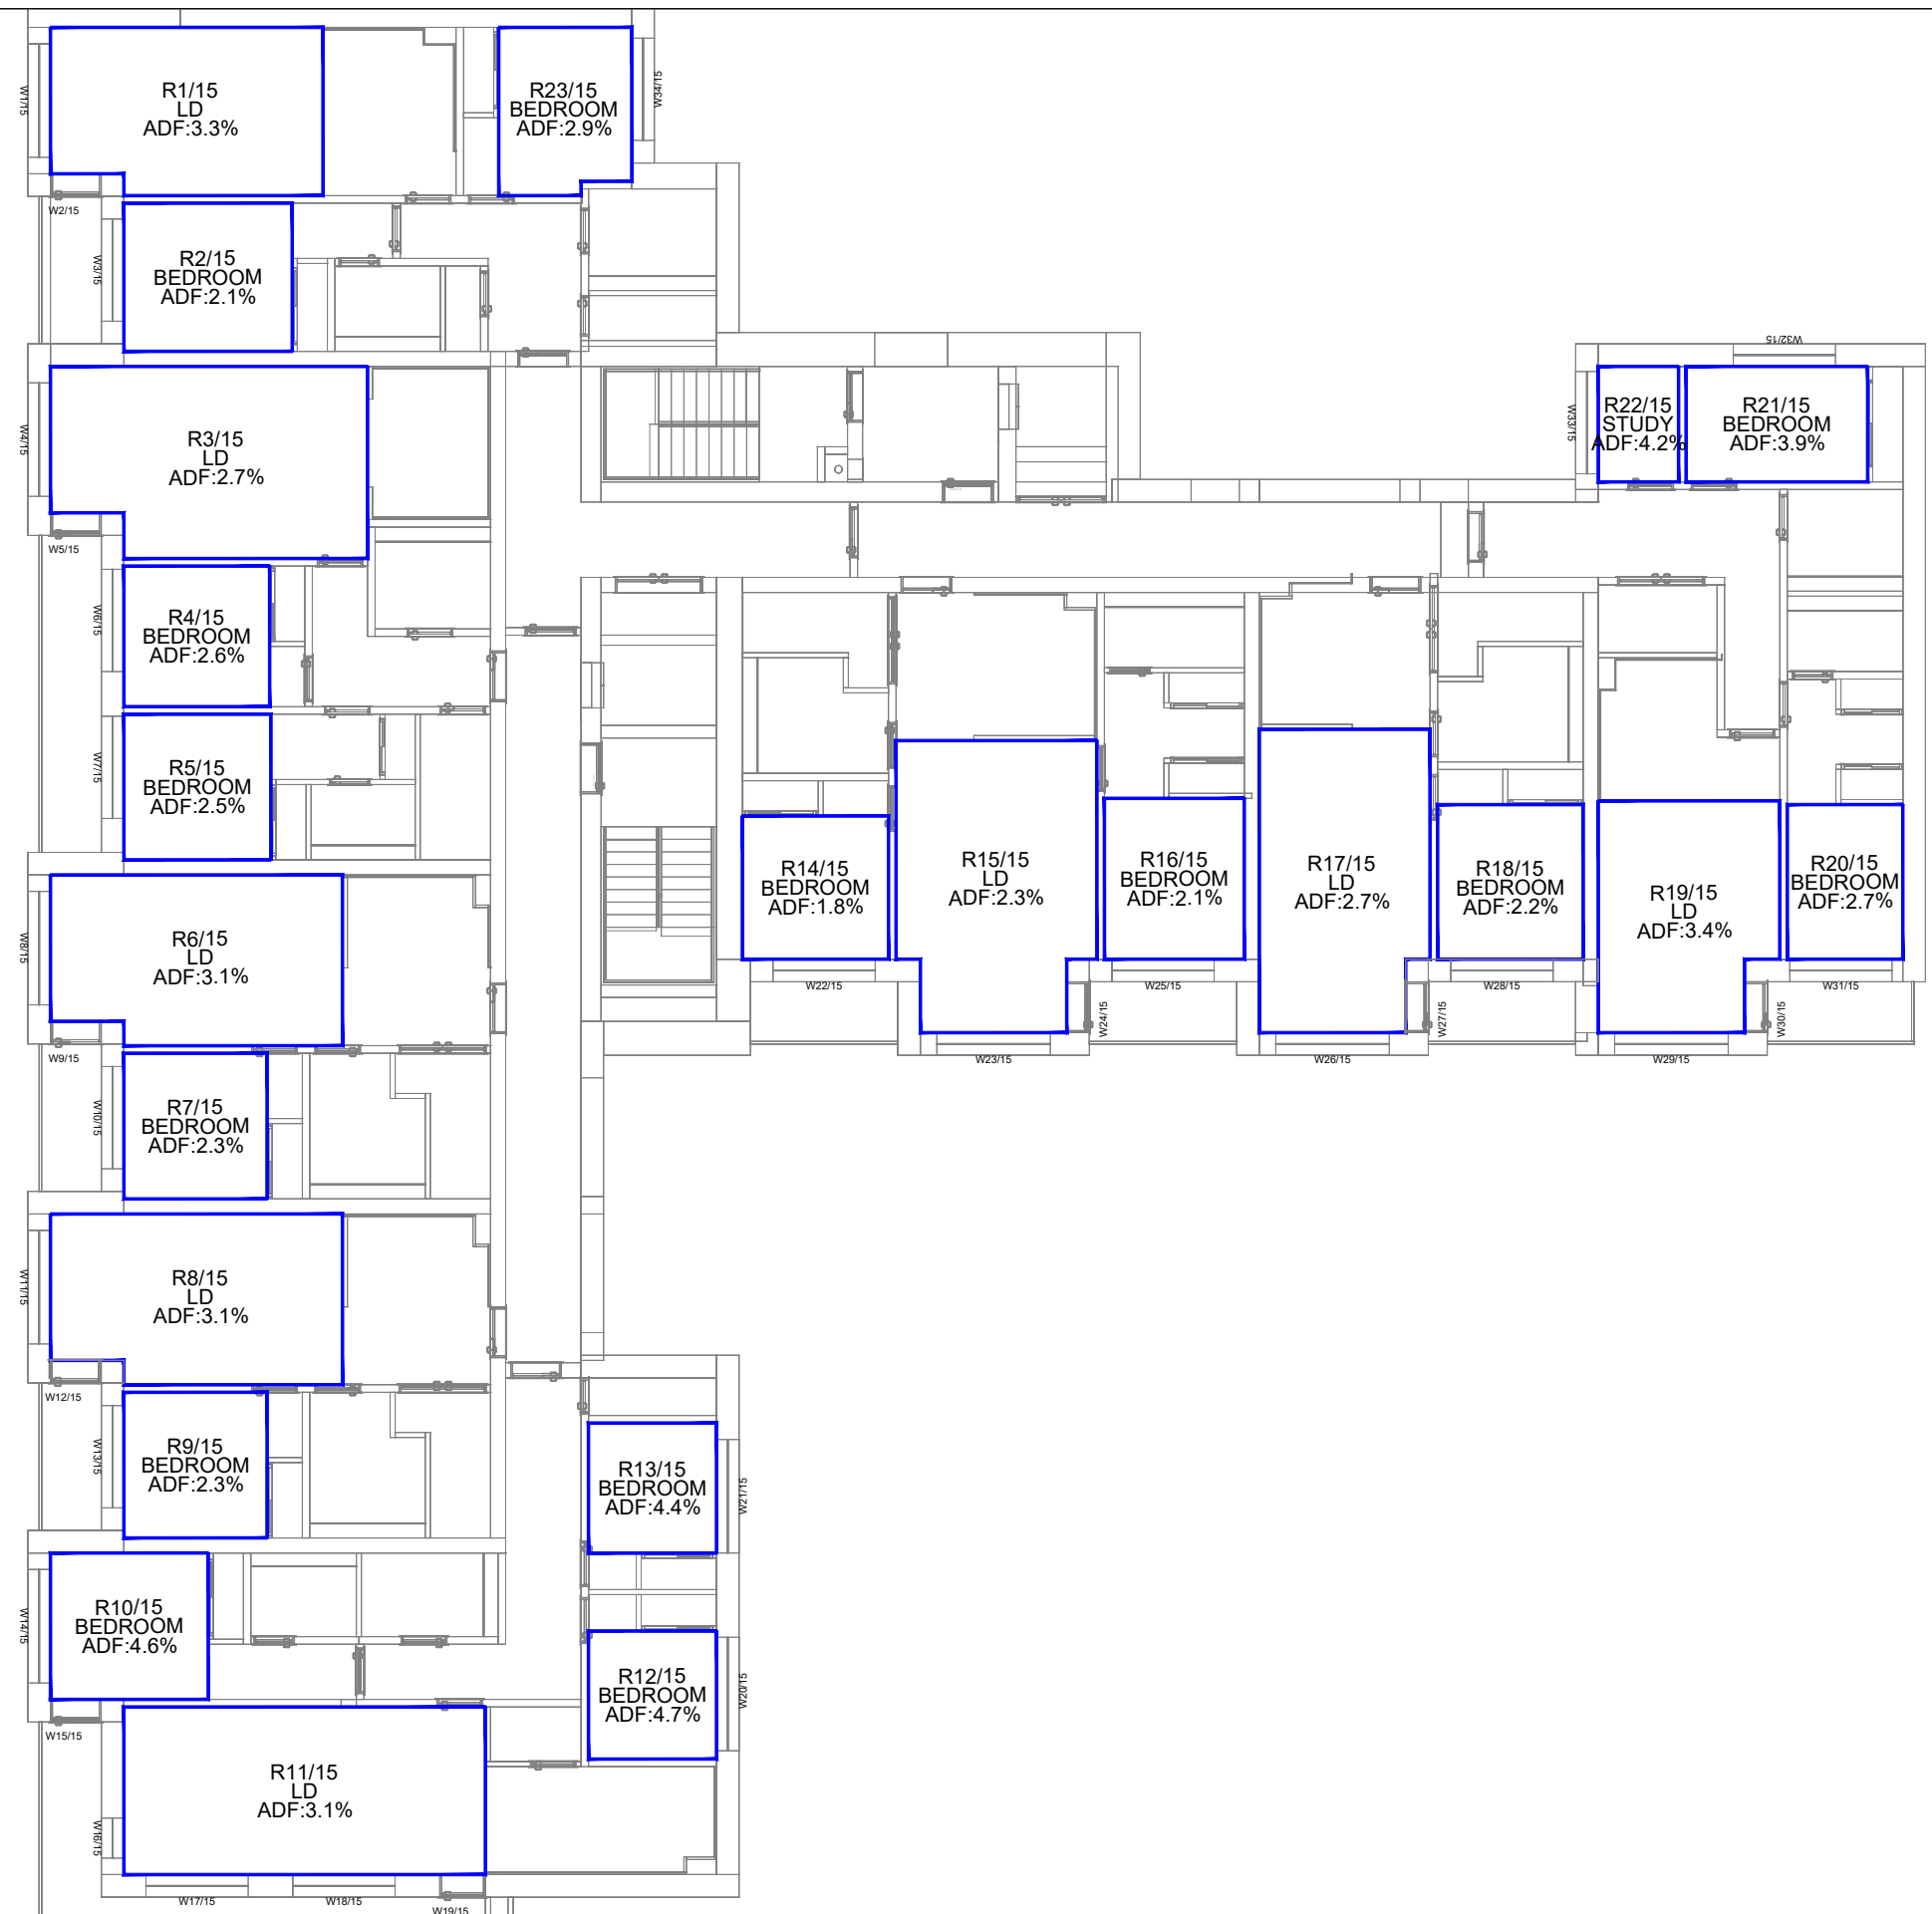 R1/15
LD
ADF:3.3%
W1/15
W2/15
R23/15
BEDROOM
ADF:2.9%
W34/15
R2/15
BEDROOM
ADF:2.1%
W3/15
R3/15
LD
ADF:2.7%
W4/15
W5/15
R4/15
BEDROOM
ADF:2.6%
W6/15
R5/15
BEDROOM
ADF:2.5%
W7/15
R6/15
LD
ADF:3.1%
W8/15
W9/15
R7/15
BEDROOM
ADF:2.3%
W10/15
R8/15
LD
ADF:3.1%
W11/15
W12/15
R9/15
BEDROOM
ADF:2.3%
W13/15
R10/15
BEDROOM
ADF:4.6%
W14/15
W15/15
R11/15
LD
ADF:3.1%
W16/15
W17/15
W18/15
W19/15
R12/15
BEDROOM
ADF:4.7%
W20/15
R13/15
BEDROOM
ADF:4.4%
W21/15
R14/15
BEDROOM
ADF:1.8%
W22/15
R15/15
LD
ADF:2.3%
W23/15
W24/15
R16/15
BEDROOM
ADF:2.1%
W25/15
R17/15
LD
ADF:2.7%
W26/15
W27/15
R18/15
BEDROOM
ADF:2.2%
W28/15
R19/15
LD
ADF:3.4%
W29/15
W30/15
R20/15
BEDROOM
ADF:2.7%
W31/15
R21/15
BEDROOM
ADF:3.9%
W32/15
R22/15
STUDY
ADF:4.2%
W33/15